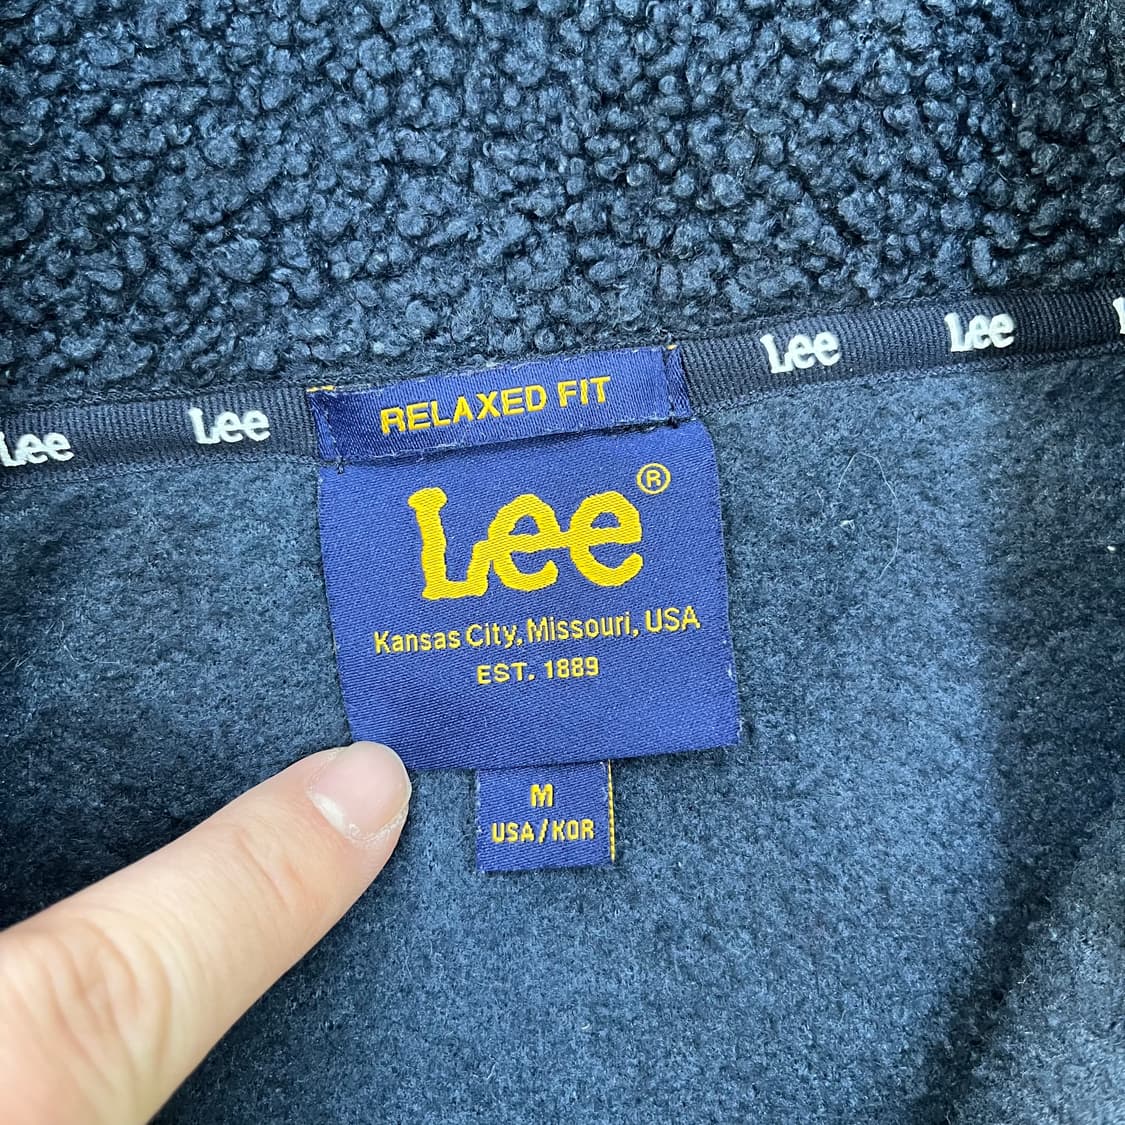 Lee Lee Lee Lee
RELAXED FIT
Lee®
Kansas City, Missouri, USA
EST. 1889
M
USA/KOR